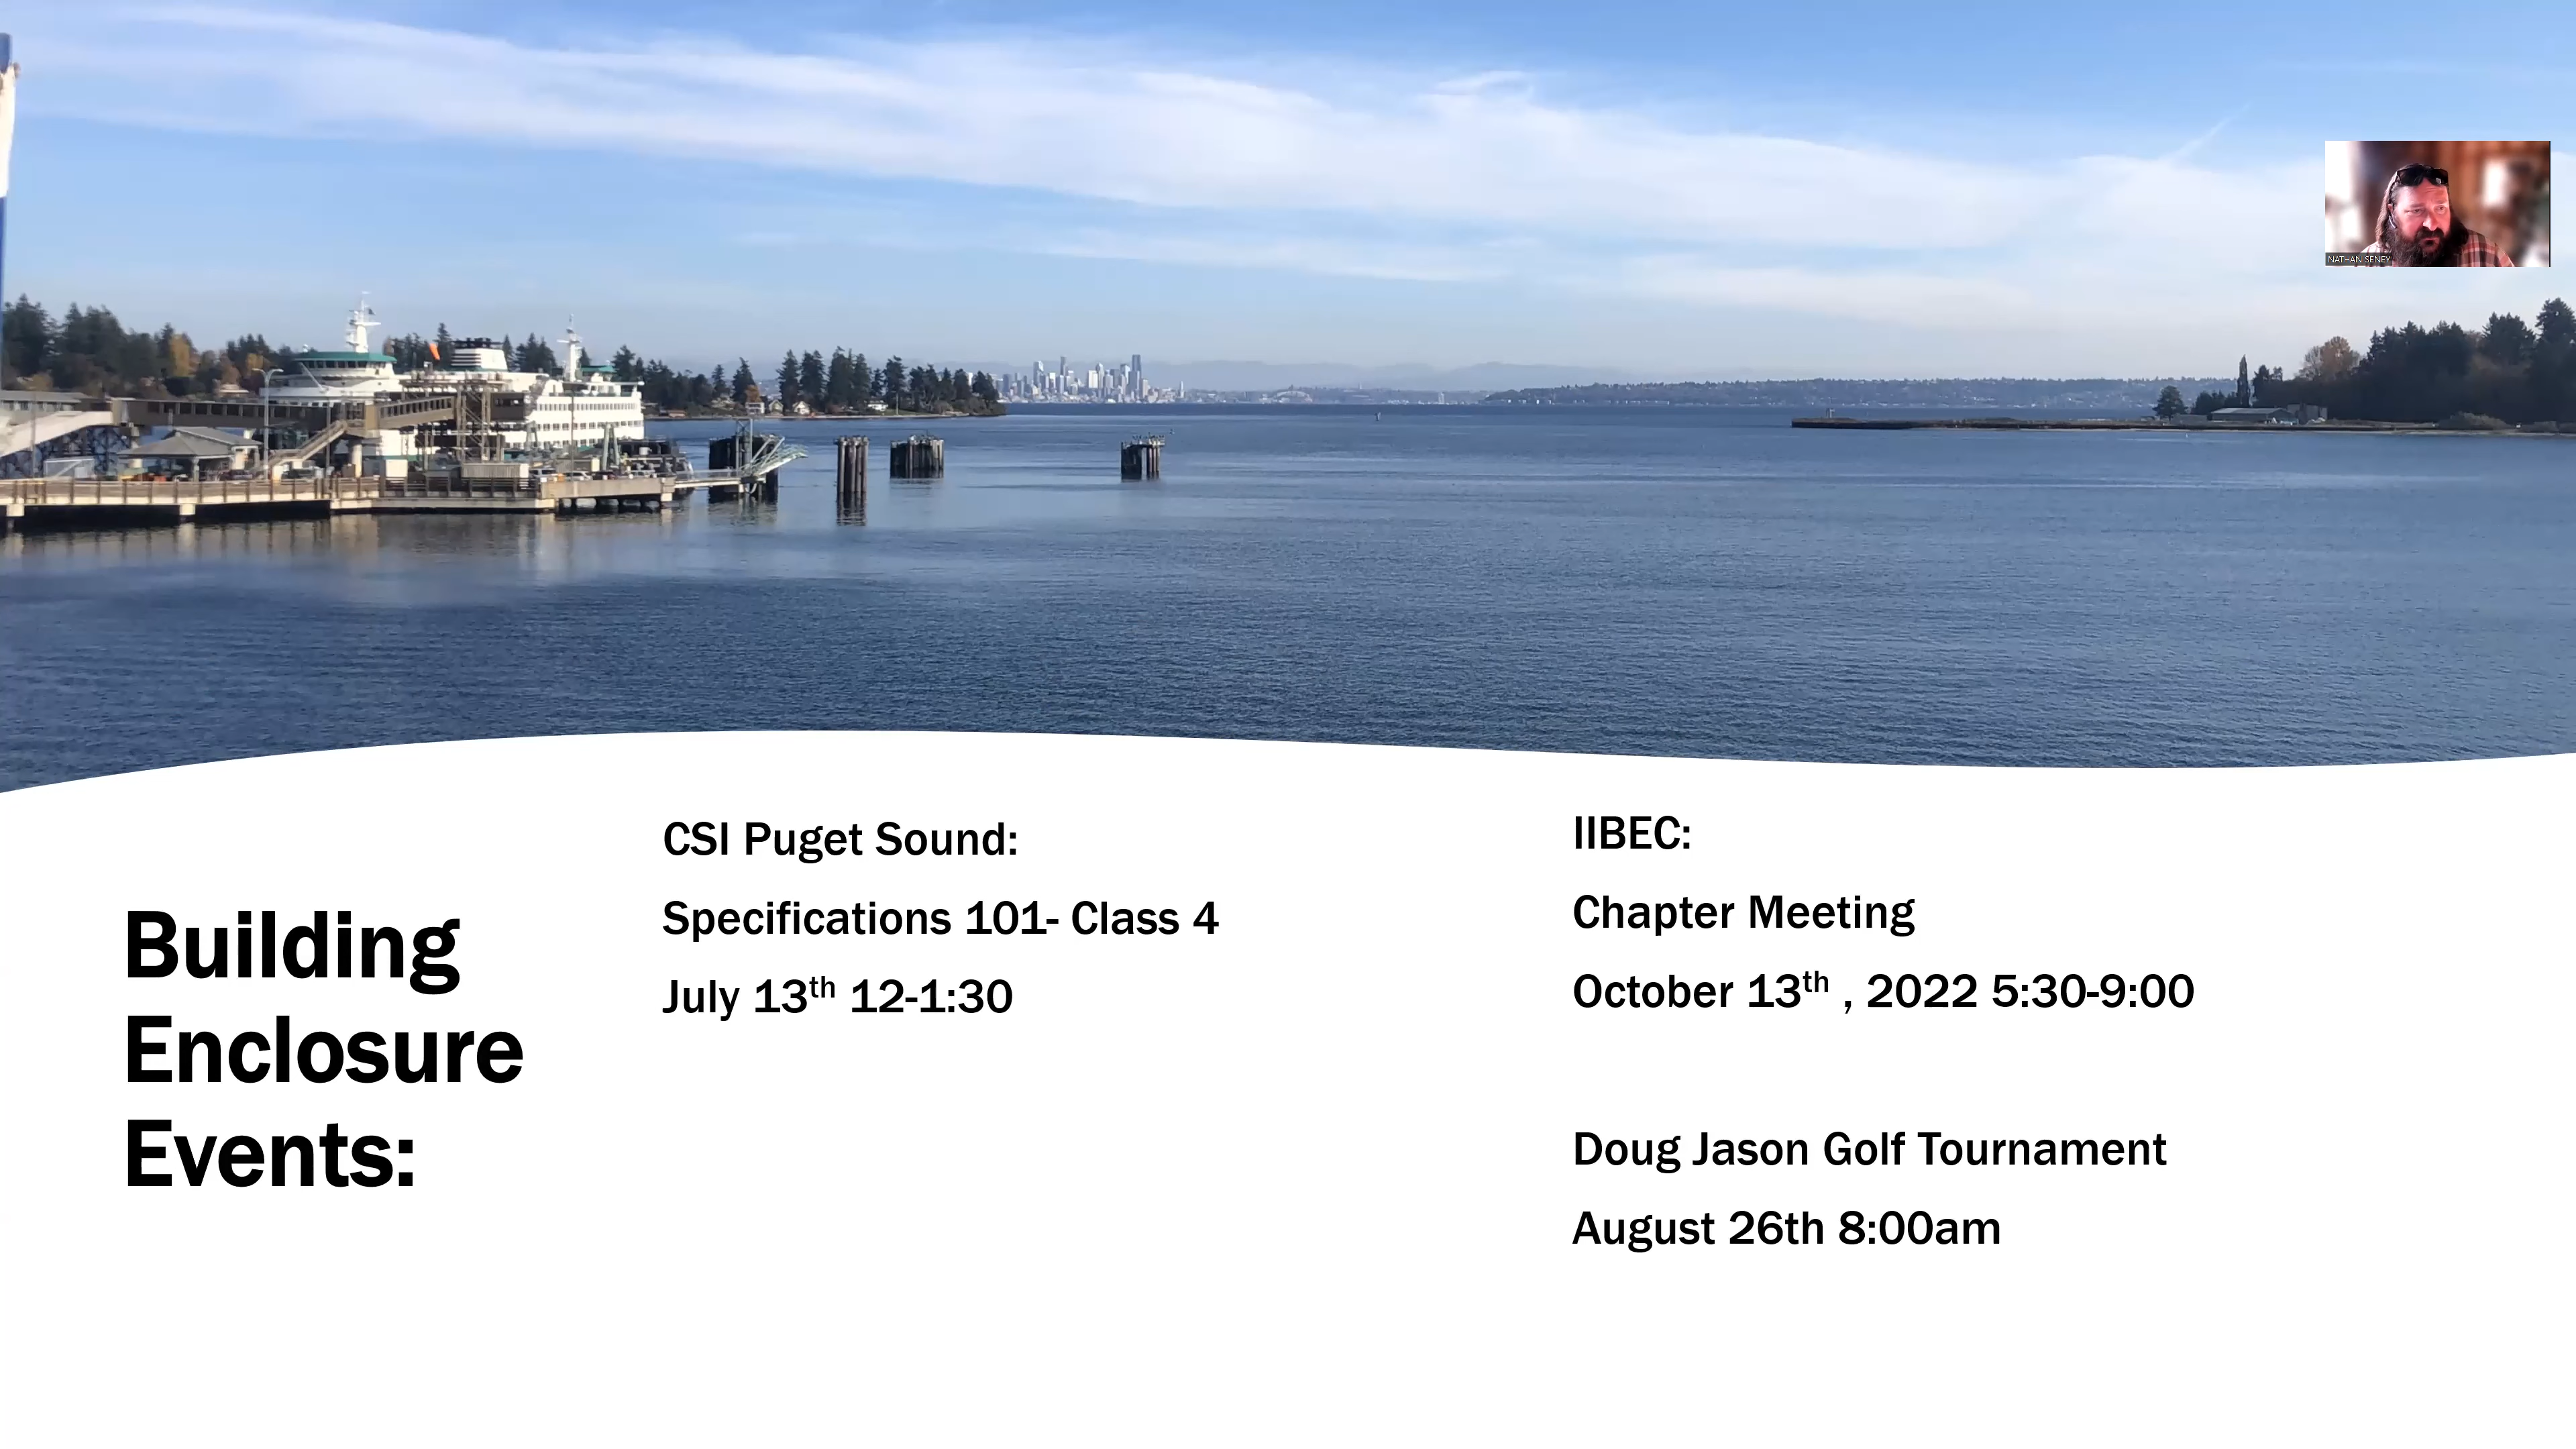 NATHAN SENEY
Building
Enclosure
Events:
CSI Puget Sound:
Specifications 101- Class 4
July 13th 12-1:30
IIBEC:
Chapter Meeting
October 13th , 2022 5:30-9:00
Doug Jason Golf Tournament
August 26th 8:00am